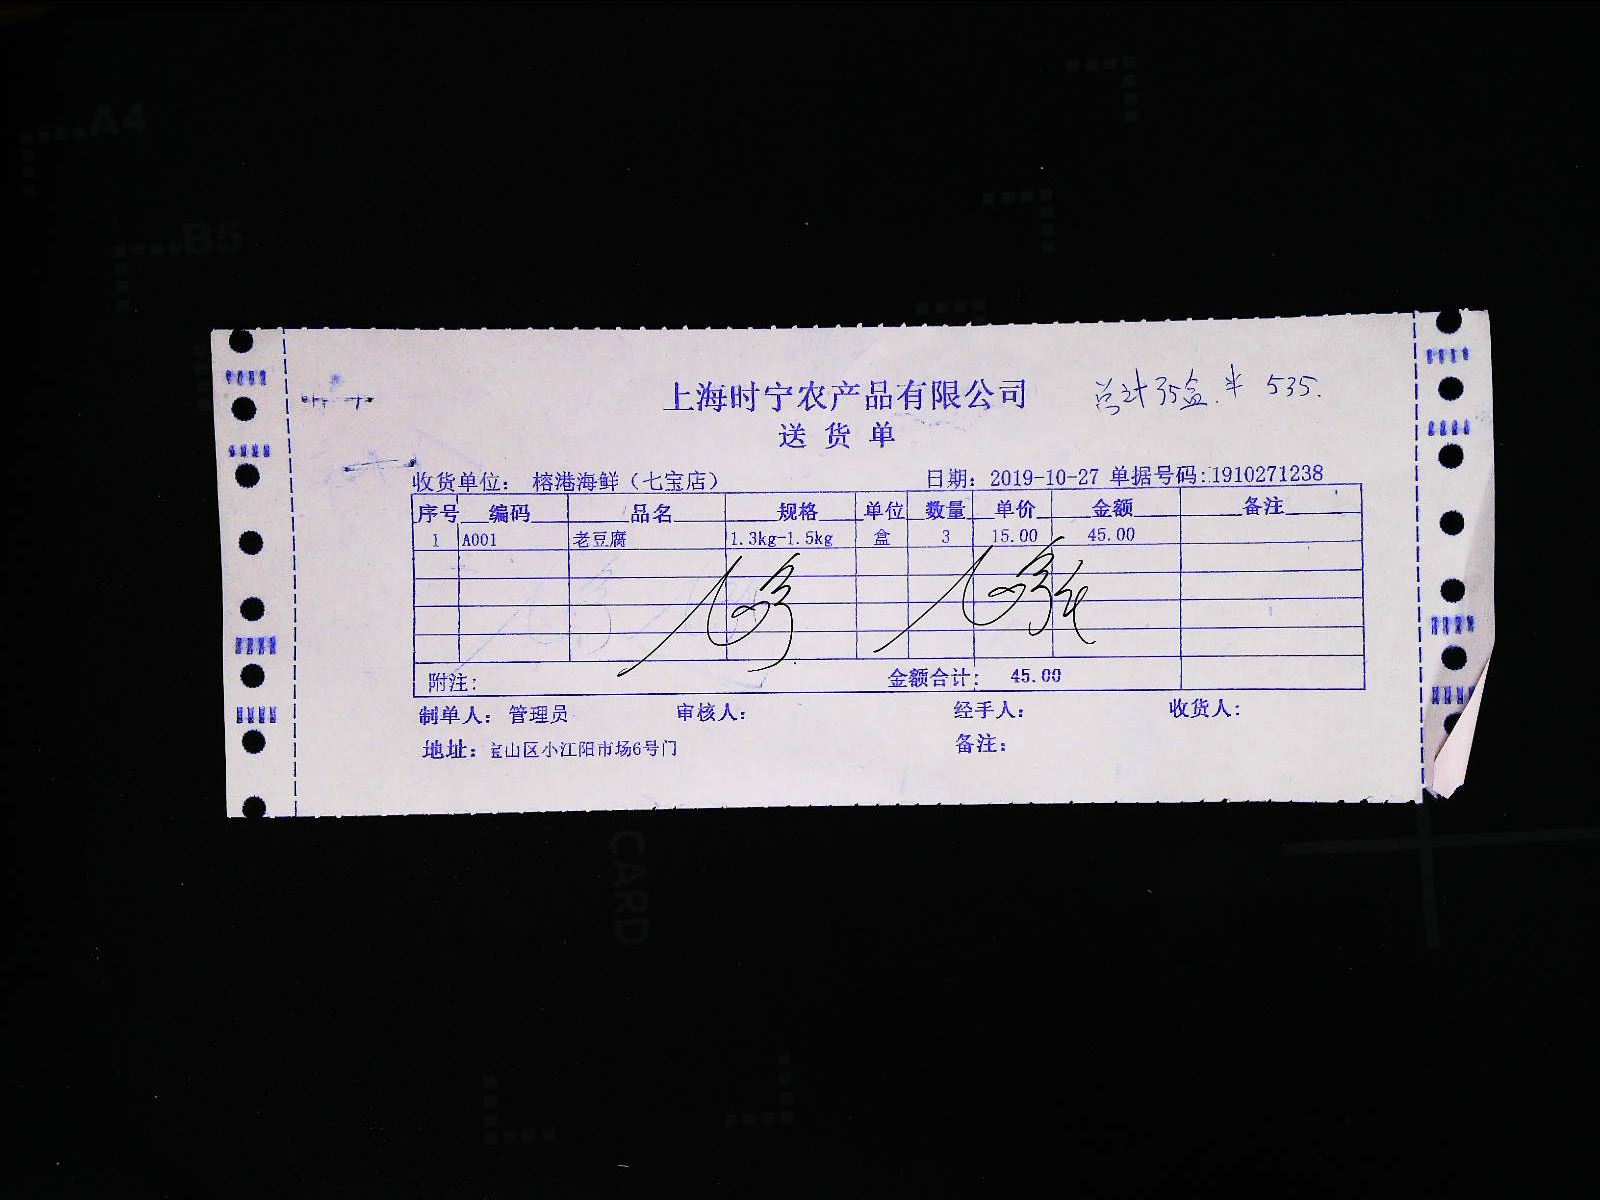 A4
B5
上海时宁农产品有限公司
总计35盒.半 535.
送货单
收货单位： 榕港海鲜（七宝店） 日期：2019-10-27 单据号码:1910271238
序号 编码 品名 规格 单位 数量 单价 金额 备注
1 A001 老豆腐 1.3kg-1.5kg 盒 3 15.00 45.00
附注： 金额合计： 45.00
制单人：管理员 审核人： 经手人： 收货人：
地址：宝山区小江阳市场6号门 备注：
CARD